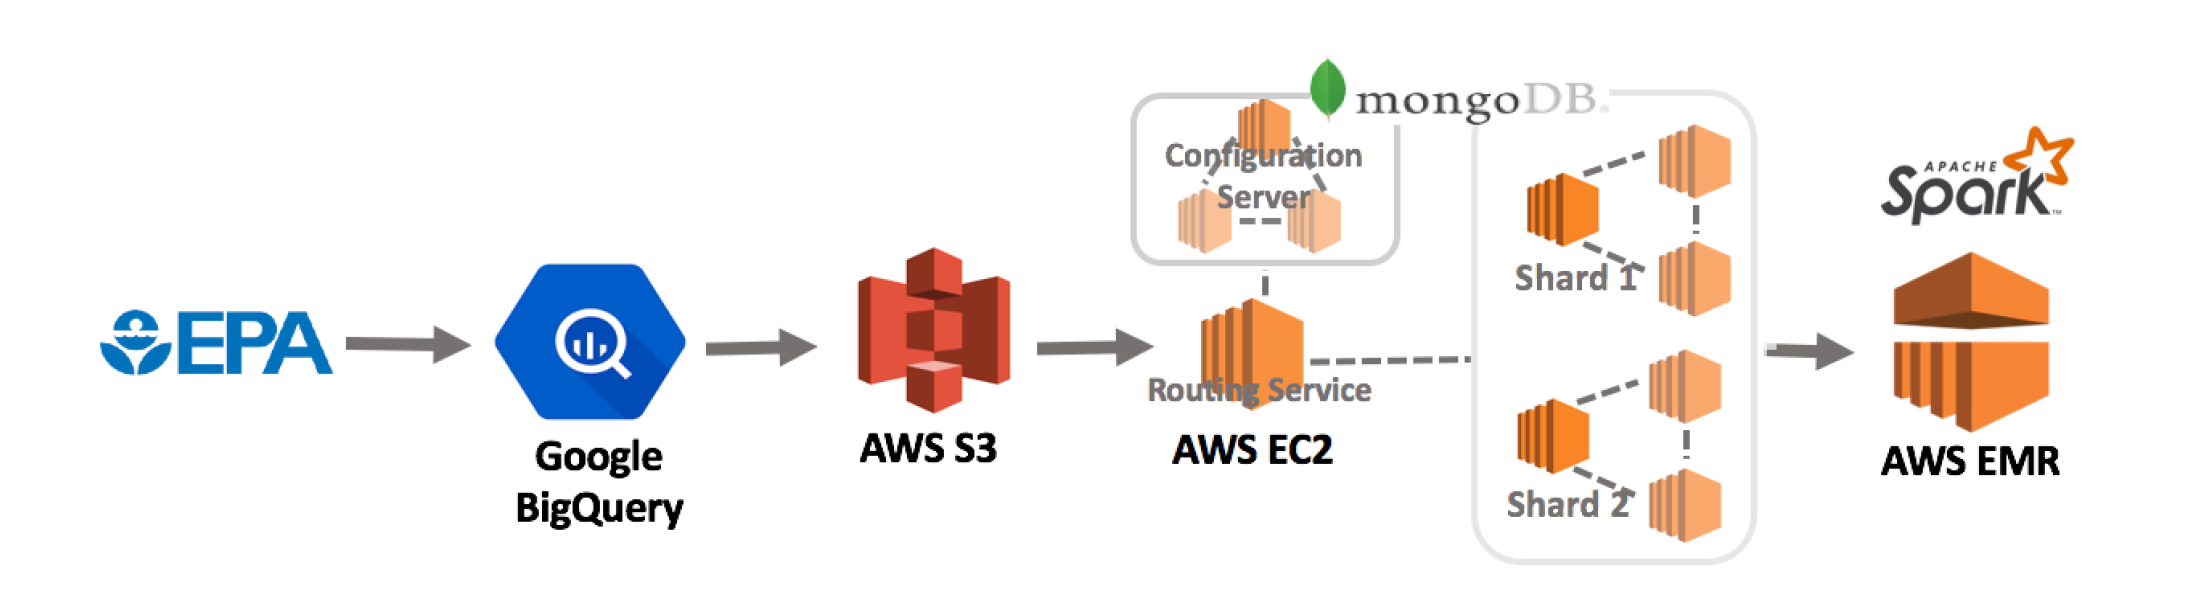 EPA
Google
BigQuery
AWS S3
mongoDB®
Configuration
Server
Routing Service
AWS EC2
Shard 1
Shard 2
APACHE
Spark™
AWS EMR